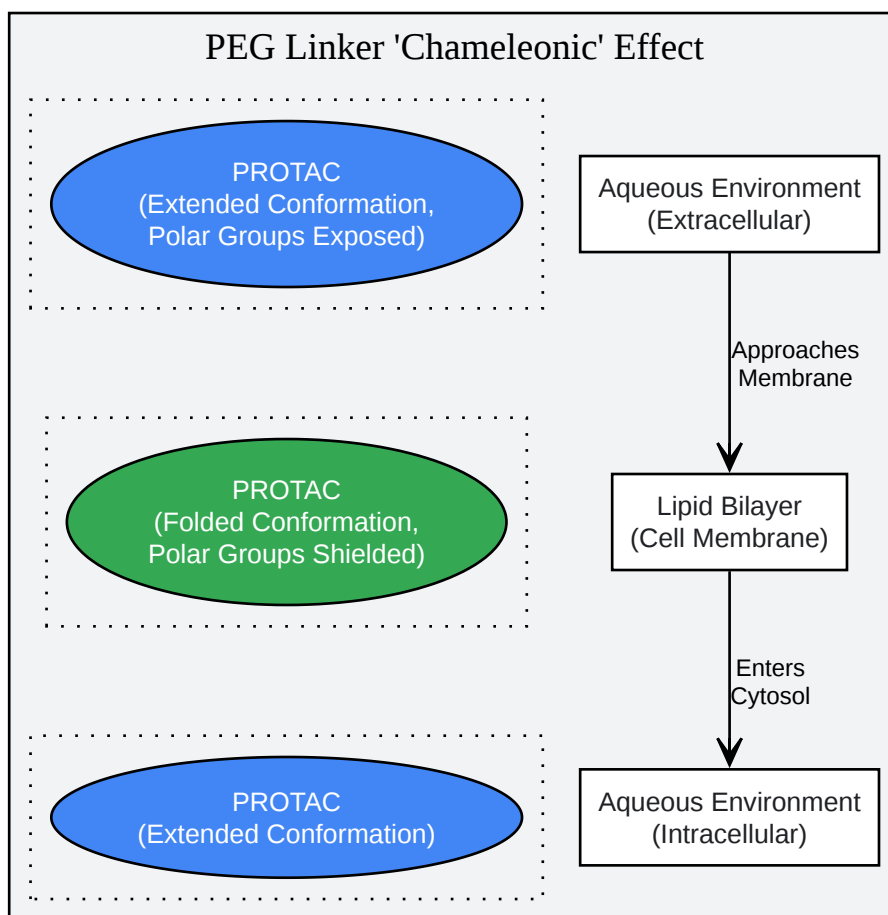 PEG Linker 'Chameleonic' Effect
PROTAC
(Extended Conformation,
Polar Groups Exposed)
Aqueous Environment
(Extracellular)
Approaches
Membrane
PROTAC
(Folded Conformation,
Polar Groups Shielded)
Lipid Bilayer
(Cell Membrane)
Enters
Cytosol
PROTAC
(Extended Conformation)
Aqueous Environment
(Intracellular)